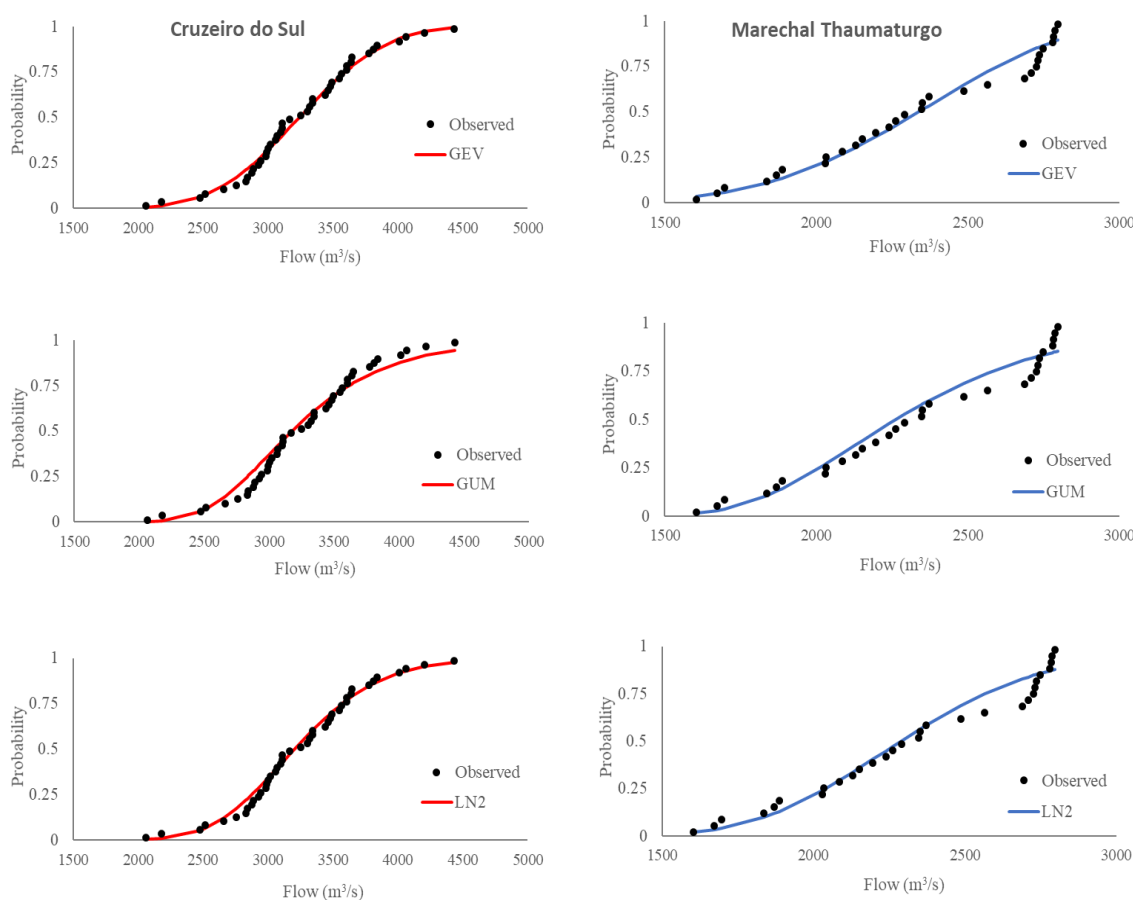 Cruzeiro do Sul
1
0.75
0.5
0.25
0
Probability
Observed
GEV
1500 2000 2500 3000 3500 4000 4500 5000
Flow (m³/s)
Marechal Thaumaturgo
1
0.75
0.5
0.25
0
Probability
Observed
GEV
1500 2000 2500 3000
Flow (m³/s)
1
0.75
0.5
0.25
0
Probability
Observed
GUM
1500 2000 2500 3000 3500 4000 4500 5000
Flow (m³/s)
1
0.75
0.5
0.25
0
Probability
Observed
GUM
1500 2000 2500 3000
Flow (m³/s)
1
0.75
0.5
0.25
0
Probability
Observed
LN2
1500 2000 2500 3000 3500 4000 4500 5000
Flow (m³/s)
1
0.75
0.5
0.25
0
Probability
Observed
LN2
1500 2000 2500 3000
Flow (m³/s)